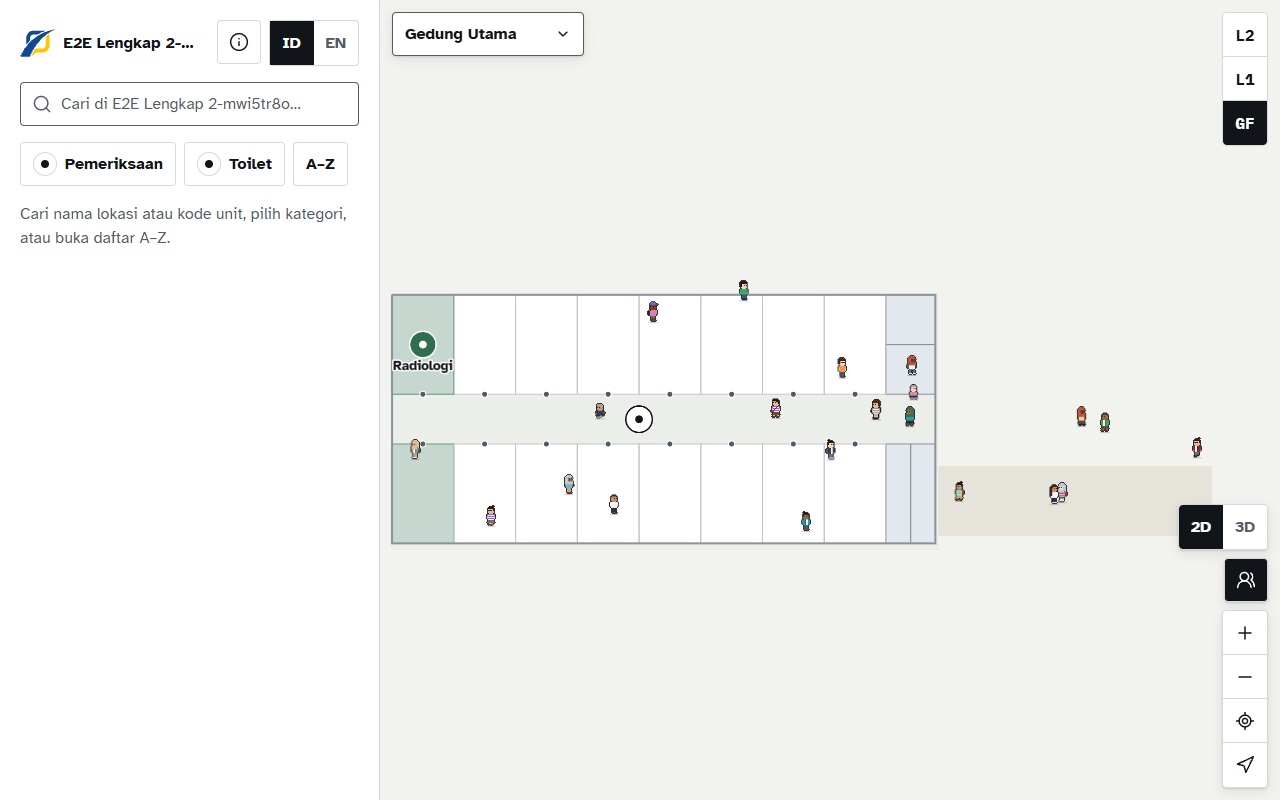 E2E Lengkap 2-...
ID
EN
Cari di E2E Lengkap 2-mwi5tr8o...
Pemeriksaan
Toilet
A–Z
Cari nama lokasi atau kode unit, pilih kategori,
atau buka daftar A–Z.
Gedung Utama
L2
L1
GF
Radiologi
2D
3D